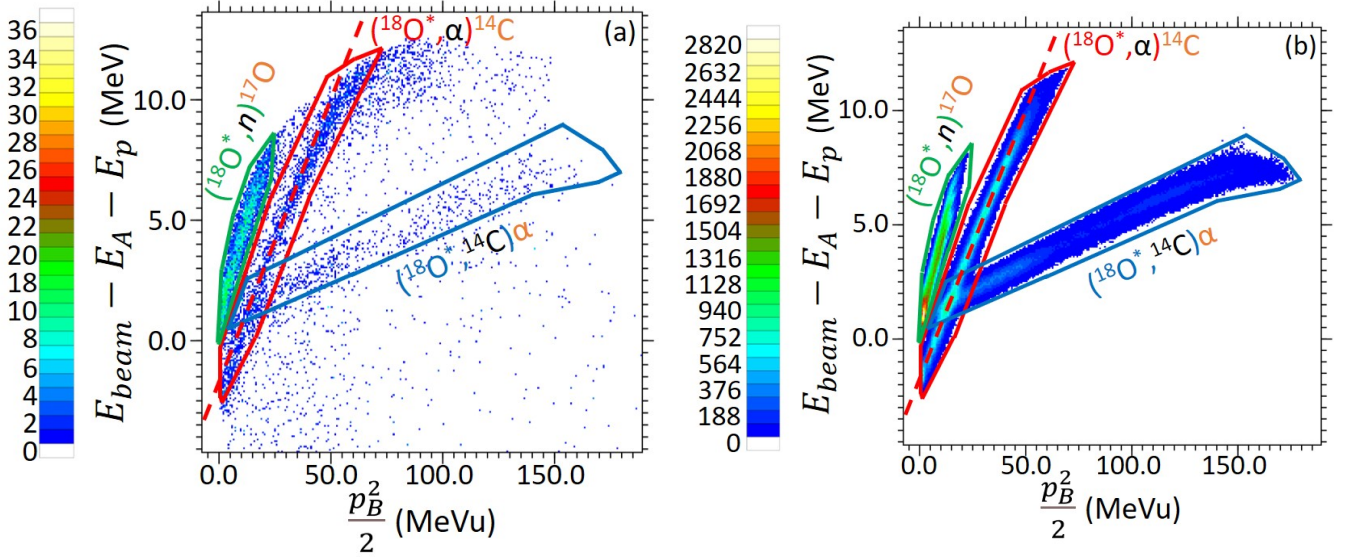 36
34
32
30
28
26
24
22
20
18
16
14
12
10
8
6
4
2
0
E_beam − E_A − E_p (MeV)
10.0
5.0
0.0
(¹⁸O*,n)¹⁷O
(¹⁸O*,α)¹⁴C
(a)
(¹⁸O*,¹⁴C)α
0.0 50.0 100.0 150.0
p_B²/2 (MeVu)
2820
2632
2444
2256
2068
1880
1692
1504
1316
1128
940
752
564
376
188
0
E_beam − E_A − E_p (MeV)
10.0
5.0
0.0
(¹⁸O*,n)¹⁷O
(¹⁸O*,α)¹⁴C
(b)
(¹⁸O*,¹⁴C)α
0.0 50.0 100.0 150.0
p_B²/2 (MeVu)